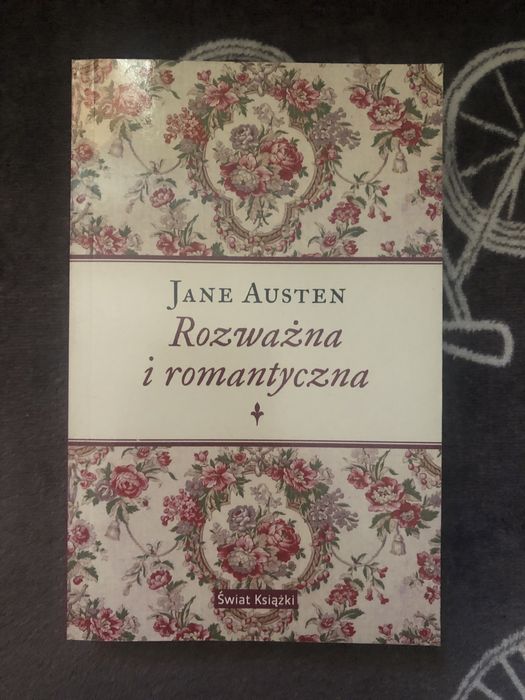 JANE AUSTEN
Rozważna
i romantyczna
Świat Książki